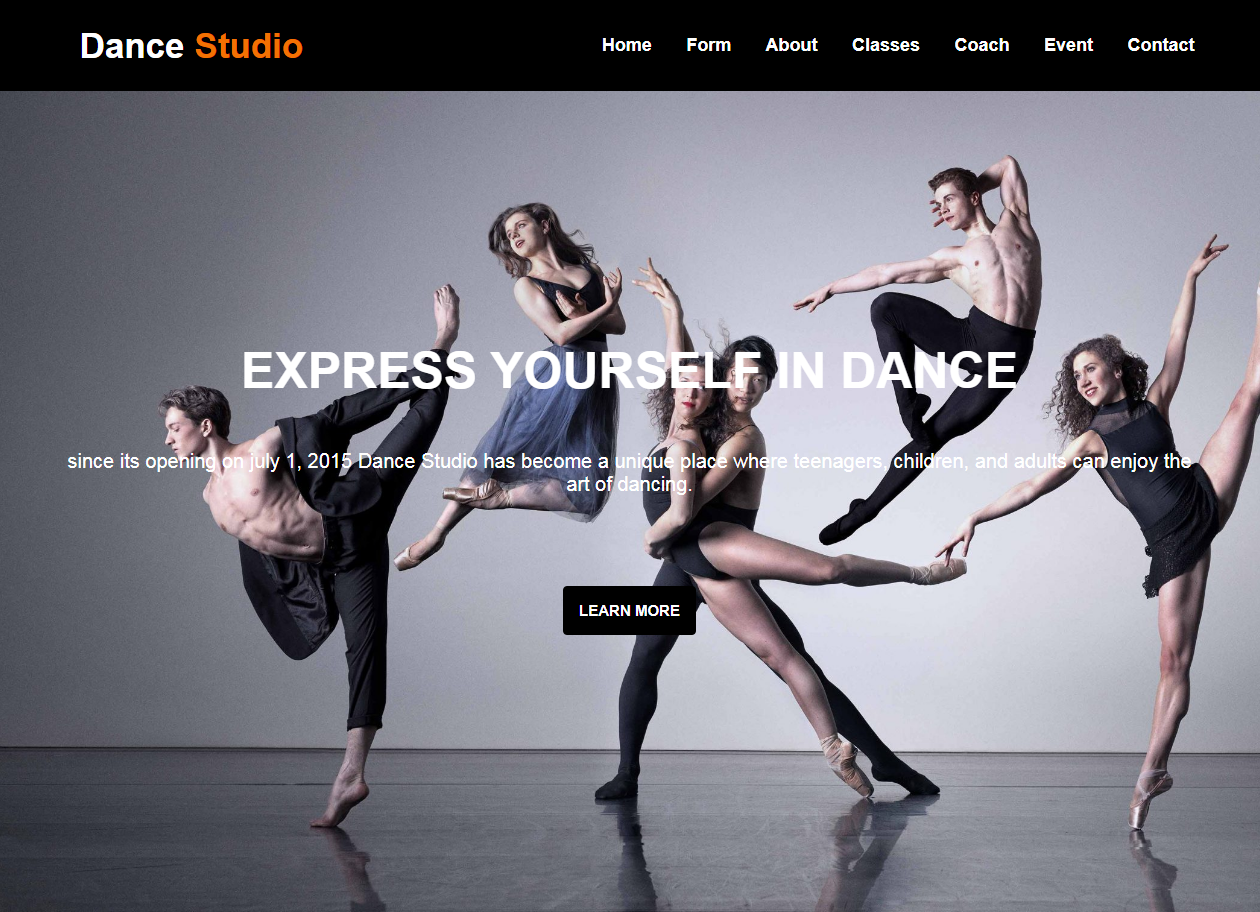 Dance Studio
Home Form About Classes Coach Event Contact
EXPRESS YOURSELF IN DANCE
since its opening on july 1, 2015 Dance Studio has become a unique place where teenagers, children, and adults can enjoy the
art of dancing.
LEARN MORE